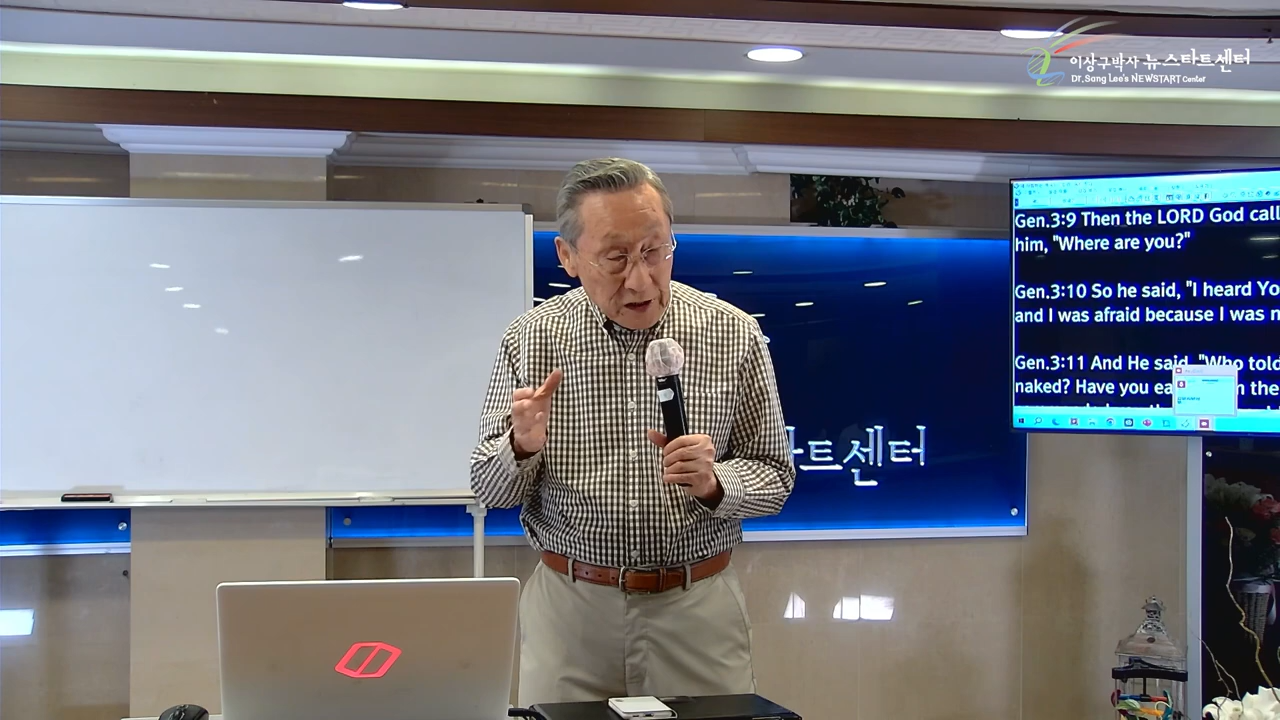 이상구박사 뉴스타트센터
Dr. Sang Lee's NEWSTART Center
Gen.3:9 Then the LORD God call
him, "Where are you?"
Gen.3:10 So he said, "I heard Yo
and I was afraid because I was n
Gen.3:11 And He said, "Who told
naked? Have you ea n the
타트센터